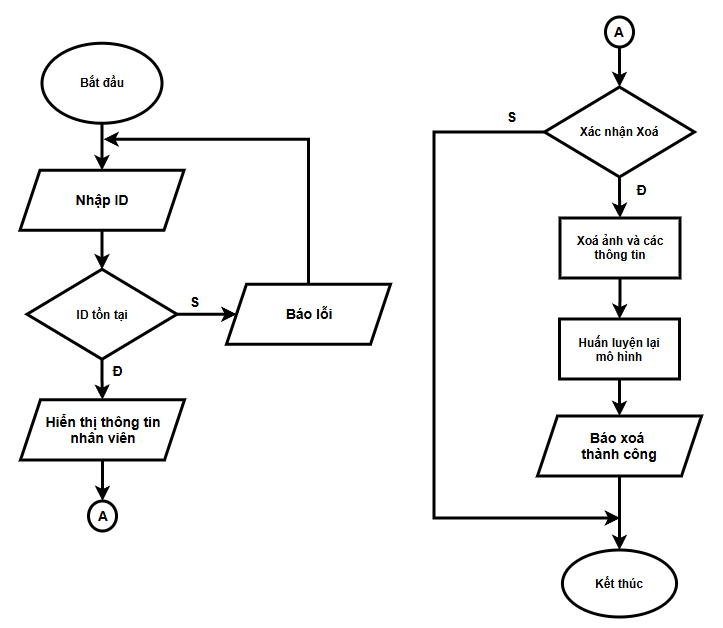 Bắt đầu
Nhập ID
ID tồn tại
S
Báo lỗi
Đ
Hiển thị thông tin
nhân viên
A
A
Xác nhận Xoá
S
Đ
Xoá ảnh và các
thông tin
Huấn luyện lại
mô hình
Báo xoá
thành công
Kết thúc